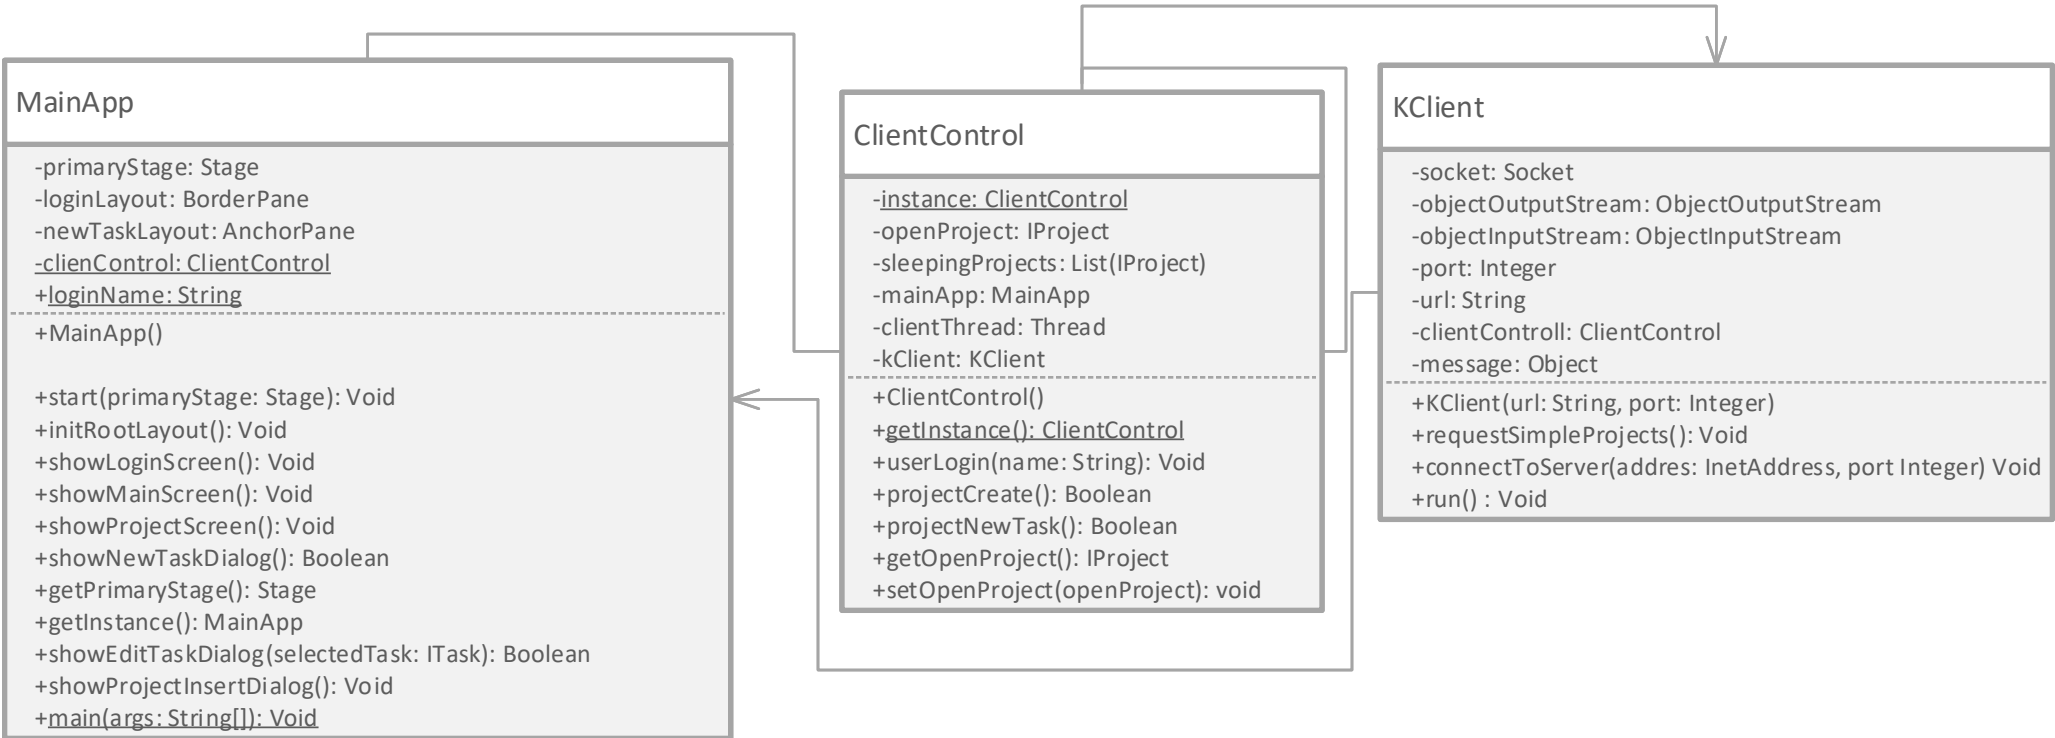 MainApp
-primaryStage: Stage
-loginLayout: BorderPane
-newTaskLayout: AnchorPane
-clienControl: ClientControl
+loginName: String
+MainApp()
+start(primaryStage: Stage): Void
+initRootLayout(): Void
+showLoginScreen(): Void
+showMainScreen(): Void
+showProjectScreen(): Void
+showNewTaskDialog(): Boolean
+getPrimaryStage(): Stage
+getInstance(): MainApp
+showEditTaskDialog(selectedTask: ITask): Boolean
+showProjectInsertDialog(): Void
+main(args: String[]): Void
ClientControl
-instance: ClientControl
-openProject: IProject
-sleepingProjects: List(IProject)
-mainApp: MainApp
-clientThread: Thread
-kClient: KClient
+ClientControl()
+getInstance(): ClientControl
+userLogin(name: String): Void
+projectCreate(): Boolean
+projectNewTask(): Boolean
+getOpenProject(): IProject
+setOpenProject(openProject): void
KClient
-socket: Socket
-objectOutputStream: ObjectOutputStream
-objectInputStream: ObjectInputStream
-port: Integer
-url: String
-clientControll: ClientControl
-message: Object
+KClient(url: String, port: Integer)
+requestSimpleProjects(): Void
+connectToServer(addres: InetAddress, port Integer) Void
+run() : Void